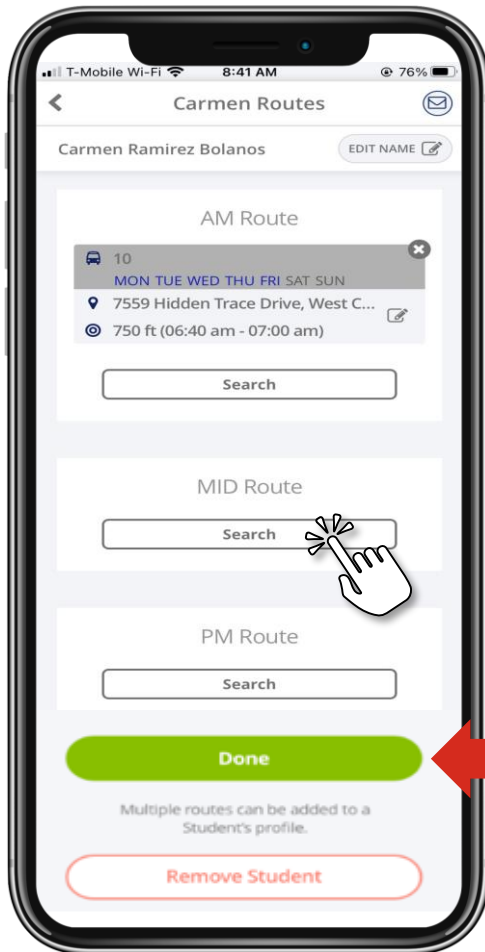 T-Mobile Wi-Fi 8:41 AM 76%
Carmen Routes
Carmen Ramirez Bolanos EDIT NAME
AM Route
10
MON TUE WED THU FRI SAT SUN
7559 Hidden Trace Drive, West C...
750 ft (06:40 am - 07:00 am)
Search
MID Route
Search
PM Route
Search
Done
Multiple routes can be added to a
Student's profile.
Remove Student